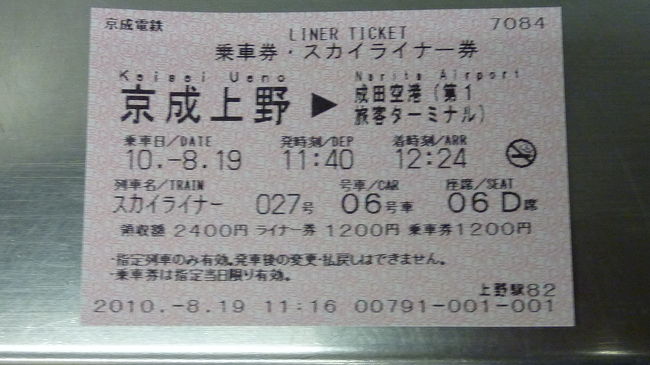 京成電鉄 7084
LINER TICKET
乗車券・スカイライナー券
Keisei Ueno Narita Airport
京成上野 ▶ 成田空港(第1
旅客ターミナル)
乗車日/DATE 発時刻/DEP 着時刻/ARR
10.-8.19 11:40 12:24
列車名/TRAIN 号車/CAR 座席/SEAT
スカイライナー 027号 06号車 06D席
領収額 2400円 ライナー券 1200円 乗車券1200円
・指定列車のみ有効。発車後の変更・払戻しはできません。
・乗車券は指定当日限り有効。
上野駅82
2010.-8.19 11:16 00791-001-001